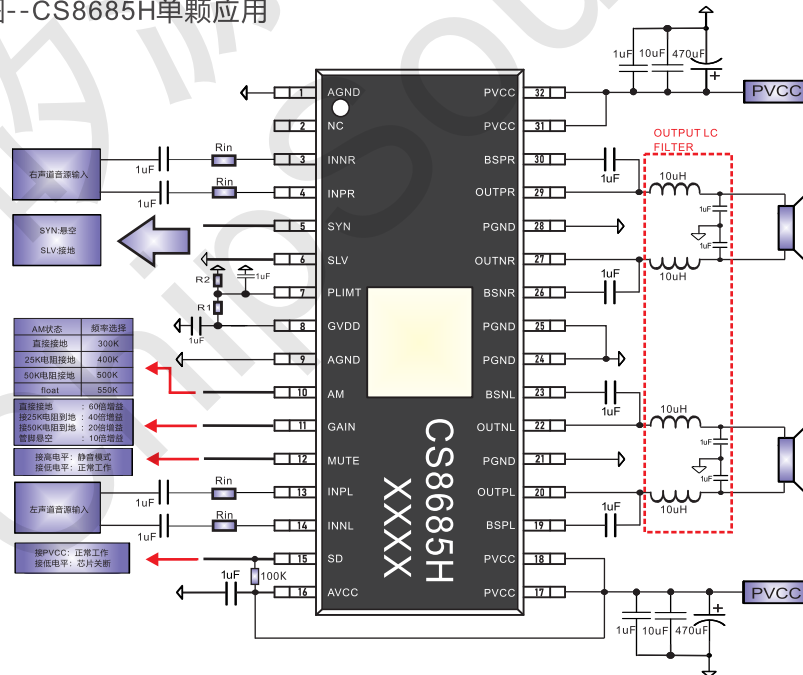 --CS8685H单颗应用
1uF 10uF 470uF
+
PVCC
1 AGND
PVCC 32
2 NC
PVCC 31
OUTPUT LC
FILTER
右声道音源输入
1uF
Rin
3 INNR
BSPR 30
1uF
10uH
1uF
Rin
4 INPR
OUTPR 29
1uF
SYN:悬空
SLV:接地
5 SYN
PGND 28
6 SLV
OUTNR 27
1uF
R2
1uF
1uF
10uH
7 PLIMT
BSNR 26
R1
1uF
8 GVDD
PGND 25
AM状态 频率选择
直接接地 300K
25K电阻接地 400K
50K电阻接地 500K
float 550K
9 AGND
PGND 24
10 AM
BSNL 23
1uF
10uH
直接接地 : 60倍增益
接25K电阻到地 : 40倍增益
接50K电阻到地 : 20倍增益
管脚悬空 : 10倍增益
11 GAIN
OUTNL 22
1uF
接高电平: 静音模式
接低电平: 正常工作
12 MUTE
PGND 21
1uF
左声道音源输入
1uF
Rin
13 INPL
OUTPL 20
1uF
10uH
1uF
Rin
14 INNL
BSPL 19
接PVCC: 正常工作
接低电平: 芯片关断
15 SD
PVCC 18
1uF
100K
16 AVCC
PVCC 17
PVCC
+
1uF 10uF 470uF
CS8685H
XXXX
ChipSou